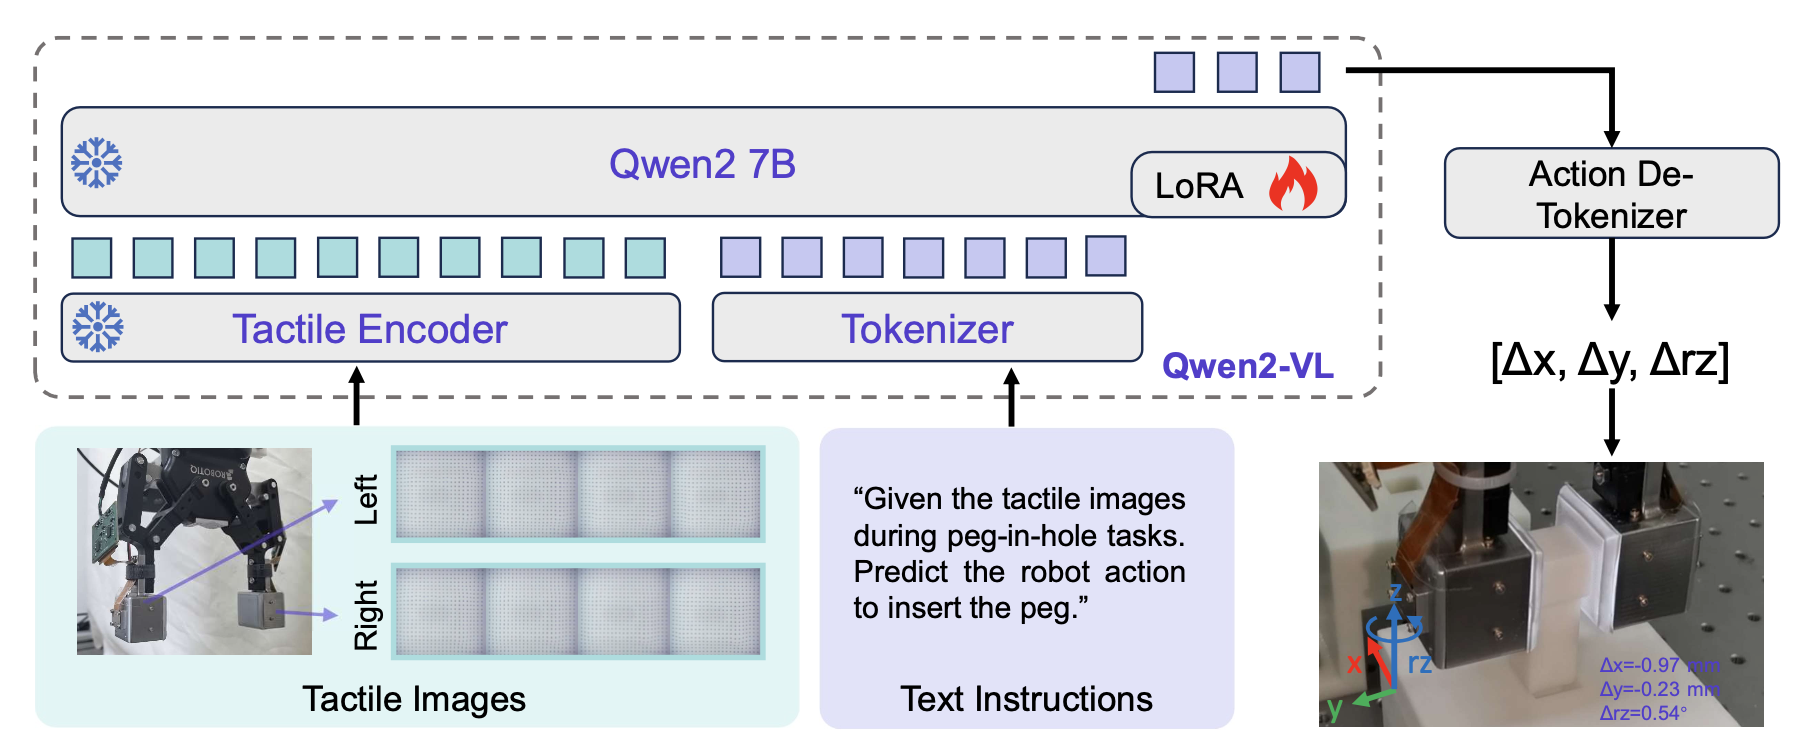 Qwen2 7B
LoRA
Action De-
Tokenizer
Tactile Encoder
Tokenizer
Qwen2-VL
[Δx, Δy, Δrz]
ROBOTIQ
Left
Right
Tactile Images
“Given the tactile images
during peg-in-hole tasks.
Predict the robot action
to insert the peg.”
Text Instructions
z
x
rz
y
Δx=-0.97 mm
Δy=-0.23 mm
Δrz=0.54°